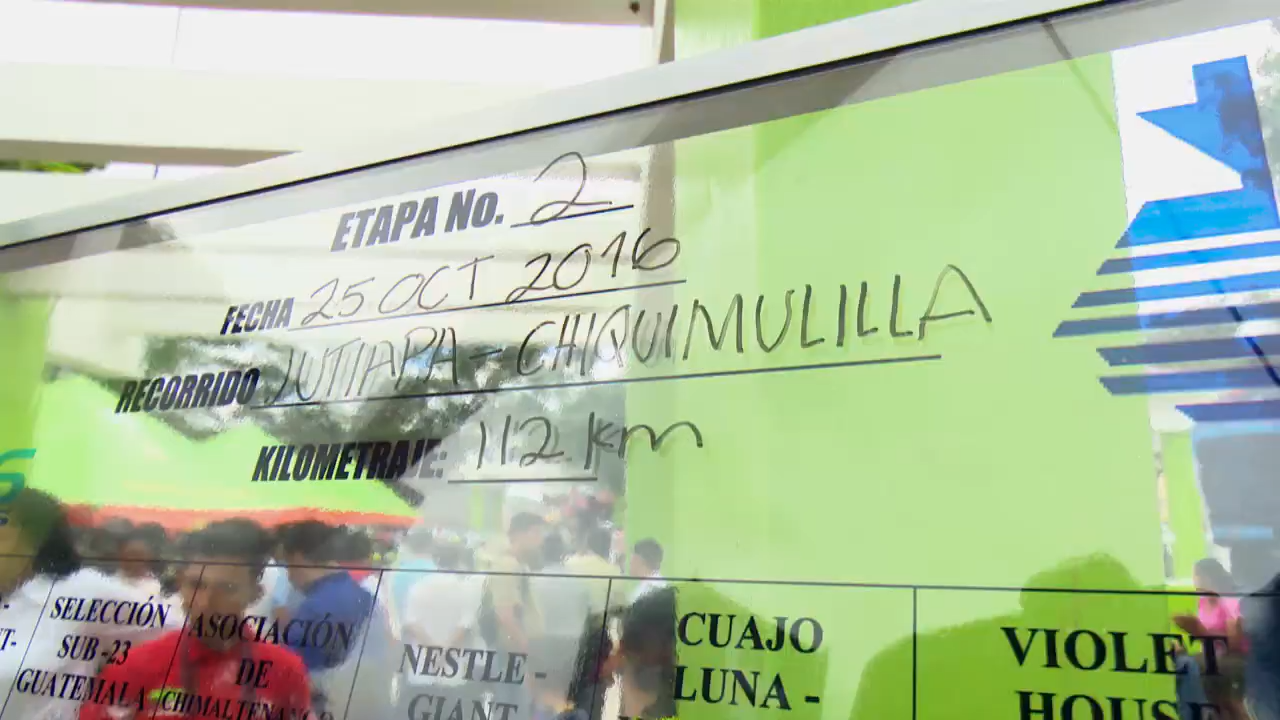 ETAPA No. 2
FECHA 25 OCT 2016
RECORRIDO JUTIAPA - CHIQUIMULILLA
KILOMETRAJE: 112 km
SELECCIÓN
SUB -23
GUATEMALA
ASOCIACIÓN
DE
CHIMALTENANGO
NESTLE -
GIANT
CUAJO
LUNA -
VIOLET
HOUSE